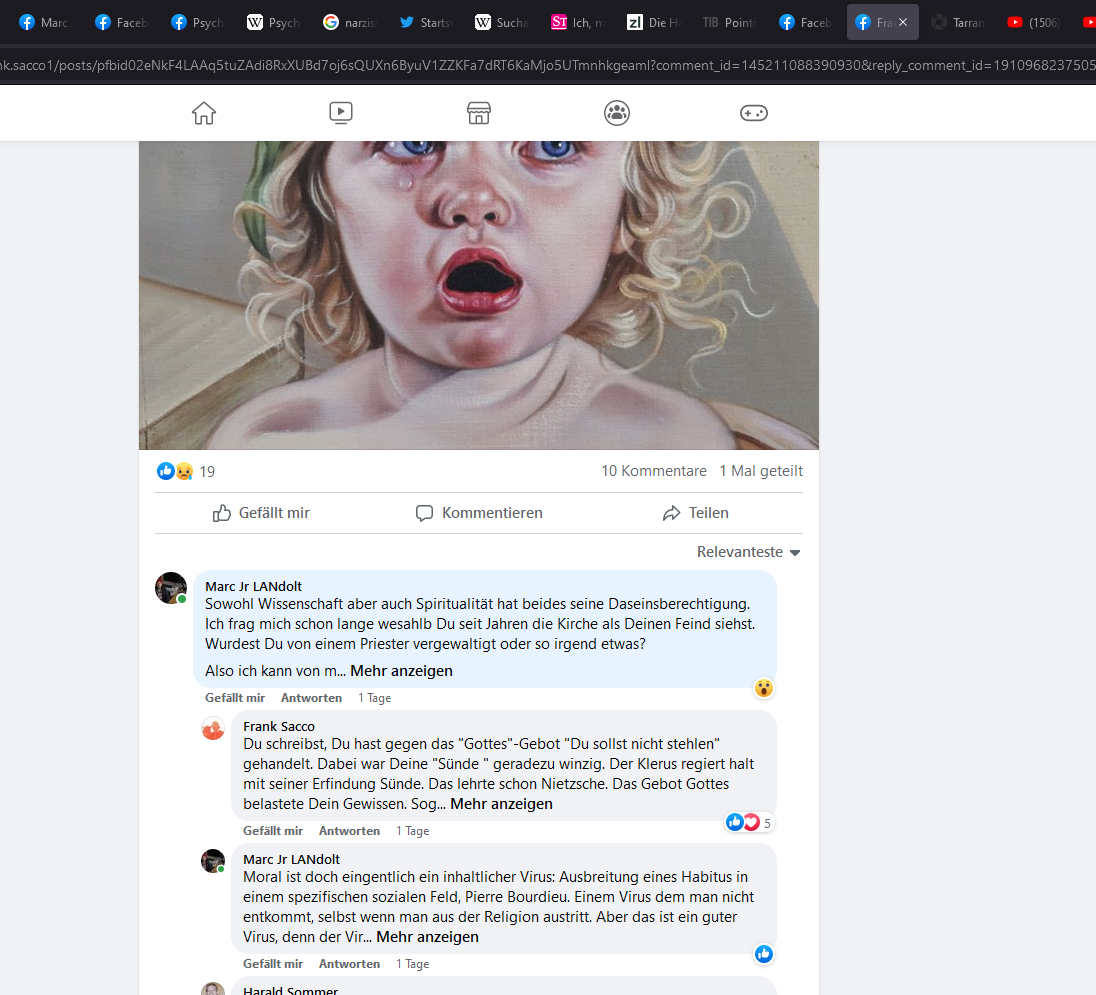 Marc
Faceb
Psych
Psych
narzis
Starts
Sucha
Ich, m
Die H
TIB Pointi
Faceb
Fra
Tarran
(1506)
nk.sacco1/posts/pfbid02eNkF4LAAq5tuZAdi8RxXUBd7oj6sQUXn6ByuV1ZZKFa7dRT6KaMjo5UTmnhkgeaml?comment_id=145211088390930&reply_comment_id=1910968237505
19
10 Kommentare 1 Mal geteilt
Gefällt mir Kommentieren Teilen
Relevanteste
Marc Jr LANdolt
Sowohl Wissenschaft aber auch Spiritualität hat beides seine Daseinsberechtigung.
Ich frag mich schon lange wesahlb Du seit Jahren die Kirche als Deinen Feind siehst.
Wurdest Du von einem Priester vergewaltigt oder so irgend etwas?
Also ich kann von m... Mehr anzeigen
Gefällt mir Antworten 1 Tage
Frank Sacco
Du schreibst, Du hast gegen das "Gottes"-Gebot "Du sollst nicht stehlen"
gehandelt. Dabei war Deine "Sünde " geradezu winzig. Der Klerus regiert halt
mit seiner Erfindung Sünde. Das lehrte schon Nietzsche. Das Gebot Gottes
belastete Dein Gewissen. Sog... Mehr anzeigen
5
Gefällt mir Antworten 1 Tage
Marc Jr LANdolt
Moral ist doch eingentlich ein inhaltlicher Virus: Ausbreitung eines Habitus in
einem spezifischen sozialen Feld, Pierre Bourdieu. Einem Virus dem man nicht
entkommt, selbst wenn man aus der Religion austritt. Aber das ist ein guter
Virus, denn der Vir... Mehr anzeigen
Gefällt mir Antworten 1 Tage
Harald Sommer